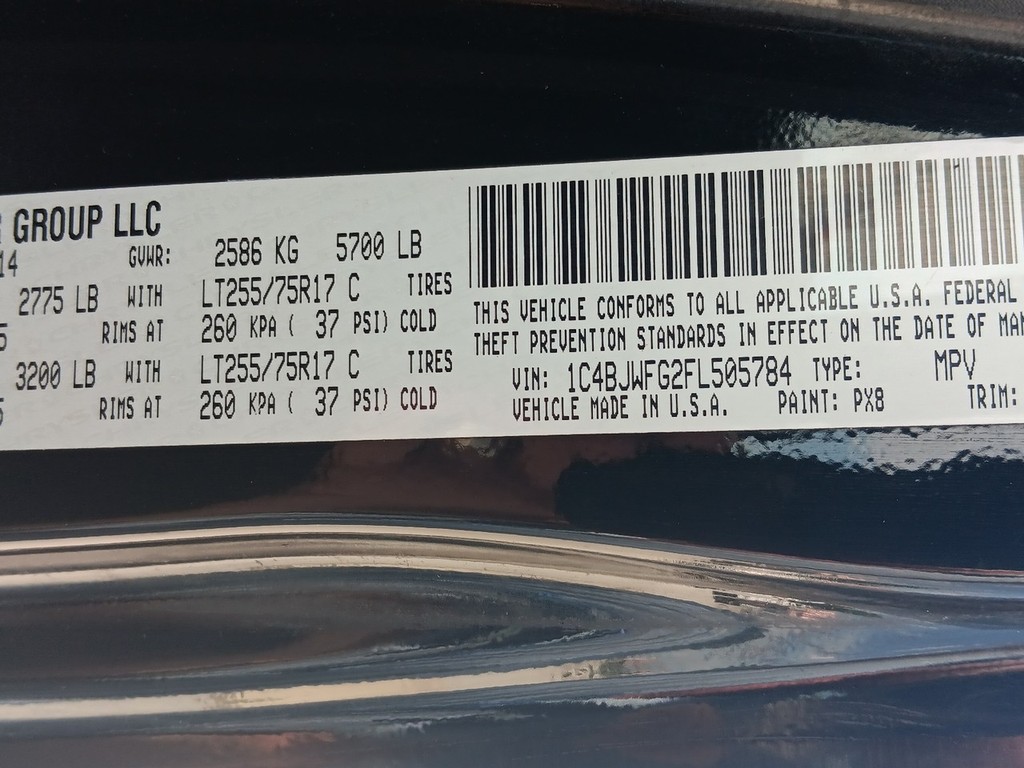 GROUP LLC
14 GVWR: 2586 KG 5700 LB
2775 LB WITH LT255/75R17 C TIRES
5 RIMS AT 260 KPA ( 37 PSI) COLD
3200 LB WITH LT255/75R17 C TIRES
5 RIMS AT 260 KPA ( 37 PSI) COLD
THIS VEHICLE CONFORMS TO ALL APPLICABLE U.S.A. FEDERAL
THEFT PREVENTION STANDARDS IN EFFECT ON THE DATE OF
VIN: 1C4BJWFG2FL505784 TYPE: MPV
VEHICLE MADE IN U.S.A. PAINT: PX8 TRIM: